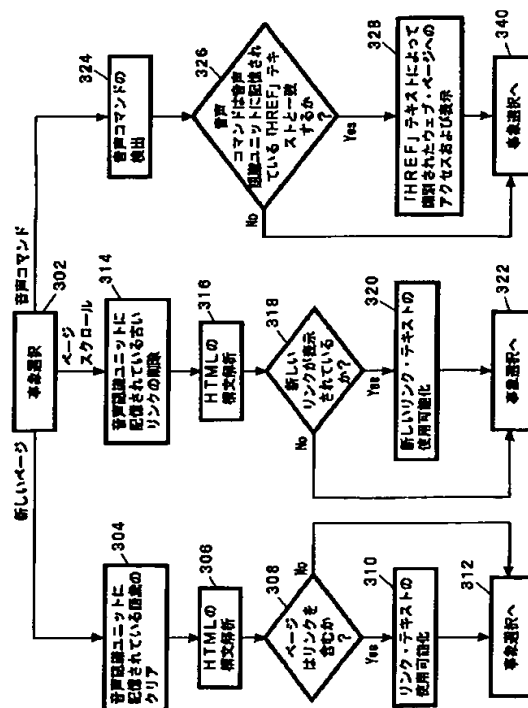 302
事象選択
新しいページ
ページ
スクロール
音声コマンド
304
音声認識ユニットに
記憶されている語彙の
クリア
306
HTMLの
構文解析
308
ページ
はリンクを
含むか
?
No
Yes
310
リンク・テキストの
使用可能化
312
事象選択へ
314
音声認識ユニットに
記憶されている古い
リンクの削除
316
HTMLの
構文解析
318
新しい
リンクが表示
されている
か?
No
Yes
320
新しいリンク・テキストの
使用可能化
322
事象選択へ
324
音声コマンドの
検出
326
音声
コマンドは音声
認識ユニットに記憶され
ている「HREF」テキ
ストと一致
するか
?
No
Yes
328
「HREF」テキストによって
識別されたウェブ・ページへの
アクセスおよび表示
340
事象選択へ